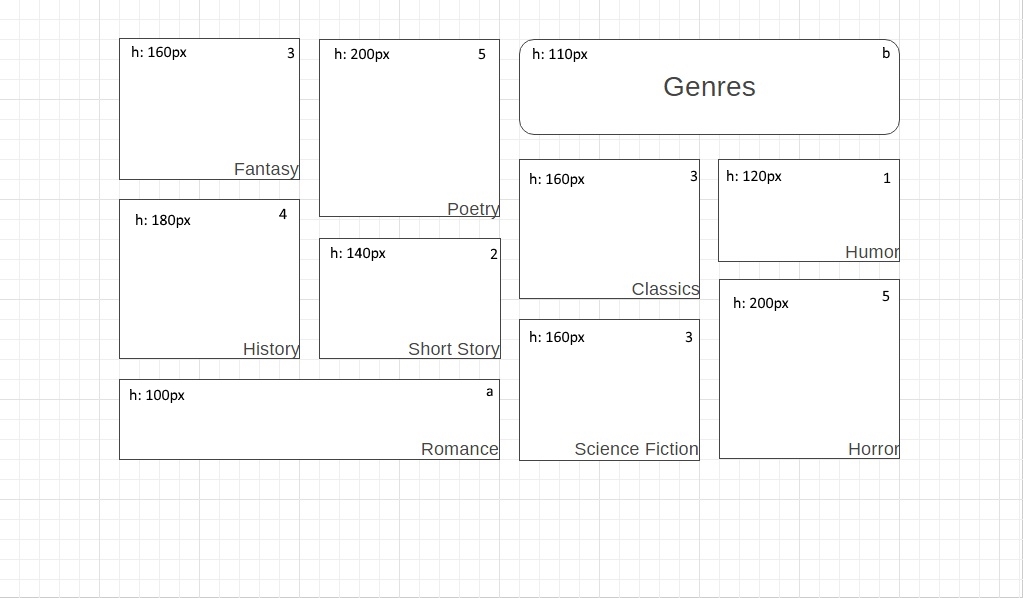 h: 160px 3
Fantasy
h: 200px 5
Poetry
h: 110px b
Genres
h: 180px 4
History
h: 140px 2
Short Story
h: 160px 3
Classics
h: 120px 1
Humor
h: 100px a
Romance
h: 160px 3
Science Fiction
h: 200px 5
Horror